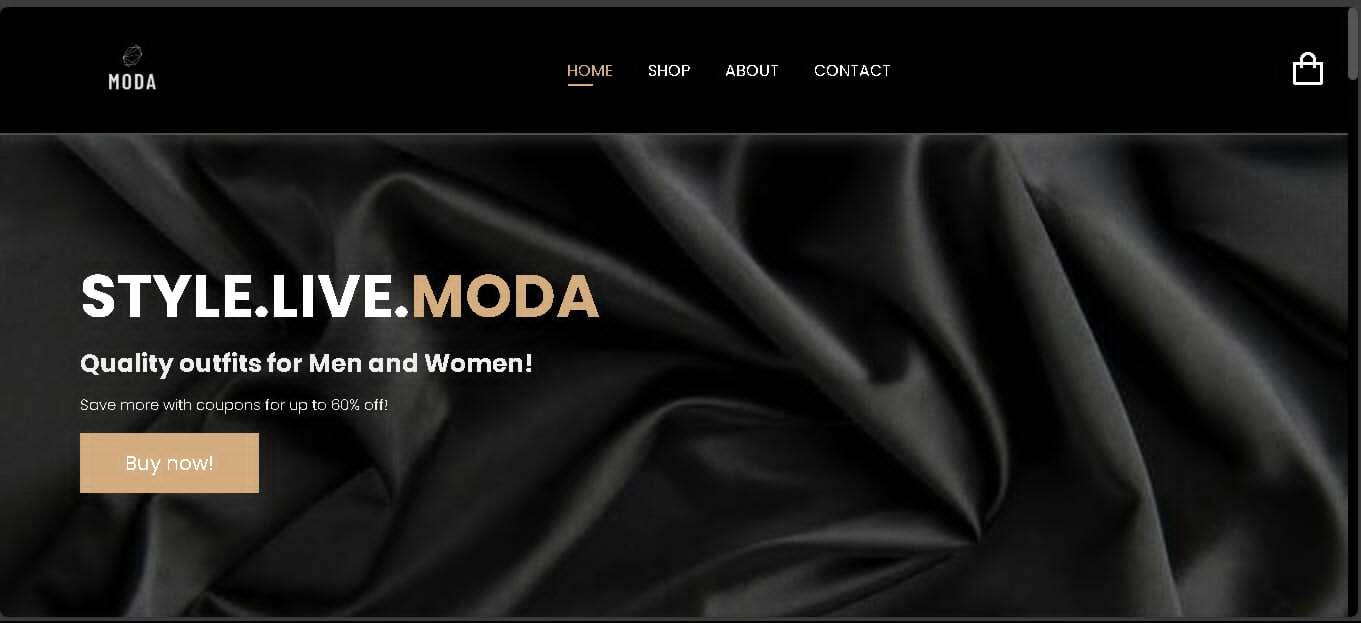 MODA
HOME SHOP ABOUT CONTACT
STYLE.LIVE.MODA
Quality outfits for Men and Women!
Save more with coupons for up to 60% off!
Buy now!